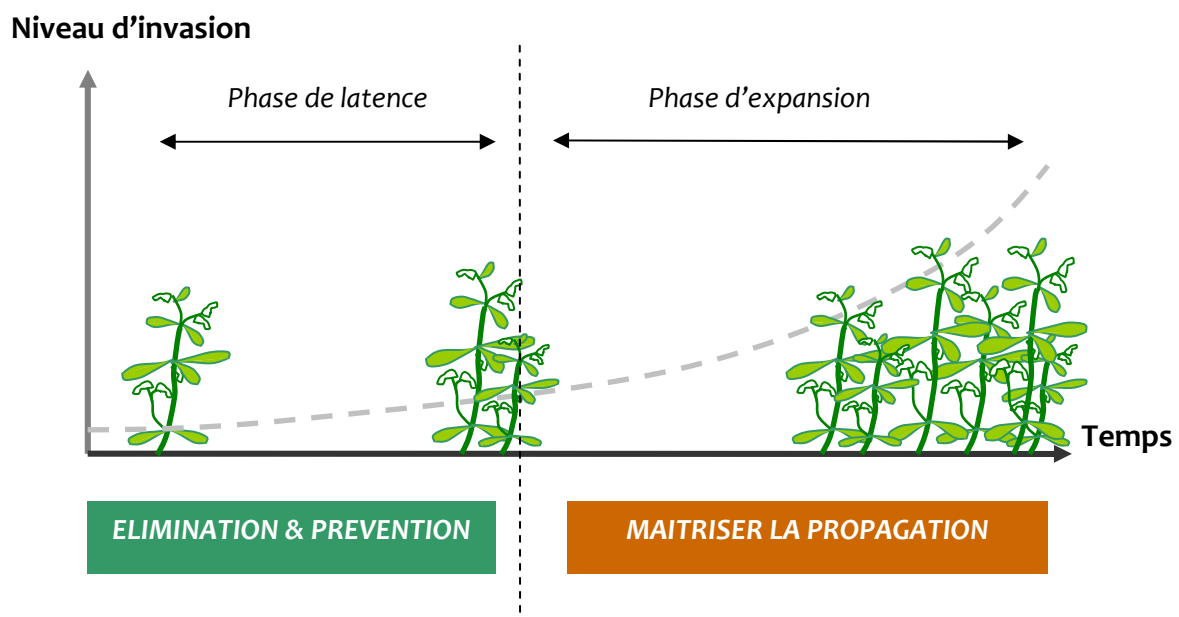 Niveau d’invasion
Phase de latence
Phase d’expansion
Temps
ELIMINATION & PREVENTION
MAITRISER LA PROPAGATION